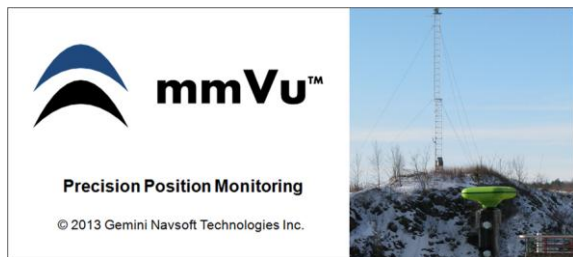 mmVu™
Precision Position Monitoring
© 2013 Gemini Navsoft Technologies Inc.